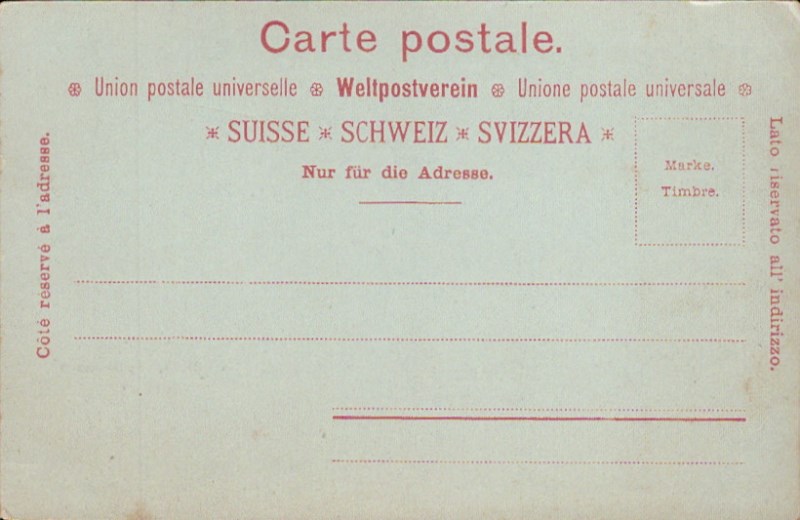 Carte postale.
❀ Union postale universelle ❀ Weltpostverein ❀ Unione postale universale ❀
⁕ SUISSE ⁕ SCHWEIZ ⁕ SVIZZERA ⁕
Nur für die Adresse.
Marke.
Timbre.
Côté réservé à l'adresse.
Lato riservato all' indirizzo.